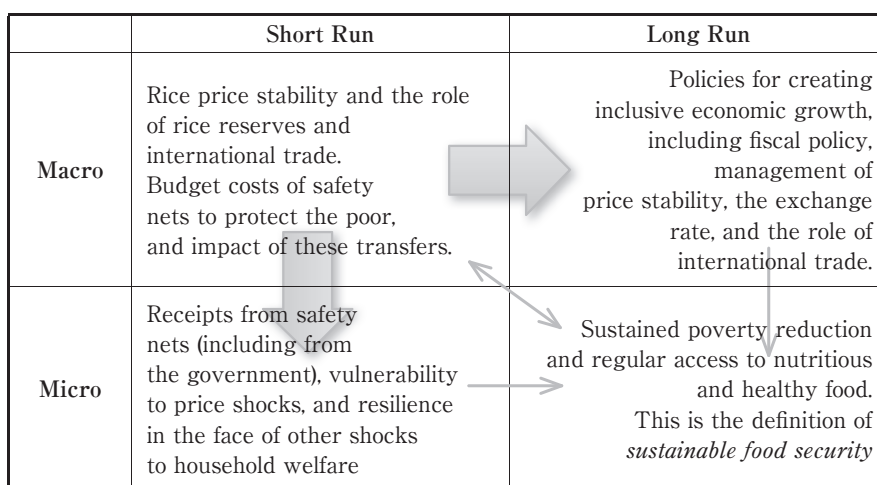 Short Run
Long Run
Macro
Rice price stability and the role
of rice reserves and
international trade.
Budget costs of safety
nets to protect the poor,
and impact of these transfers.
Policies for creating
inclusive economic growth,
including fiscal policy,
management of
price stability, the exchange
rate, and the role of
international trade.
Micro
Receipts from safety
nets (including from
the government), vulnerability
to price shocks, and resilience
in the face of other shocks
to household welfare
Sustained poverty reduction
and regular access to nutritious
and healthy food.
This is the definition of
sustainable food security